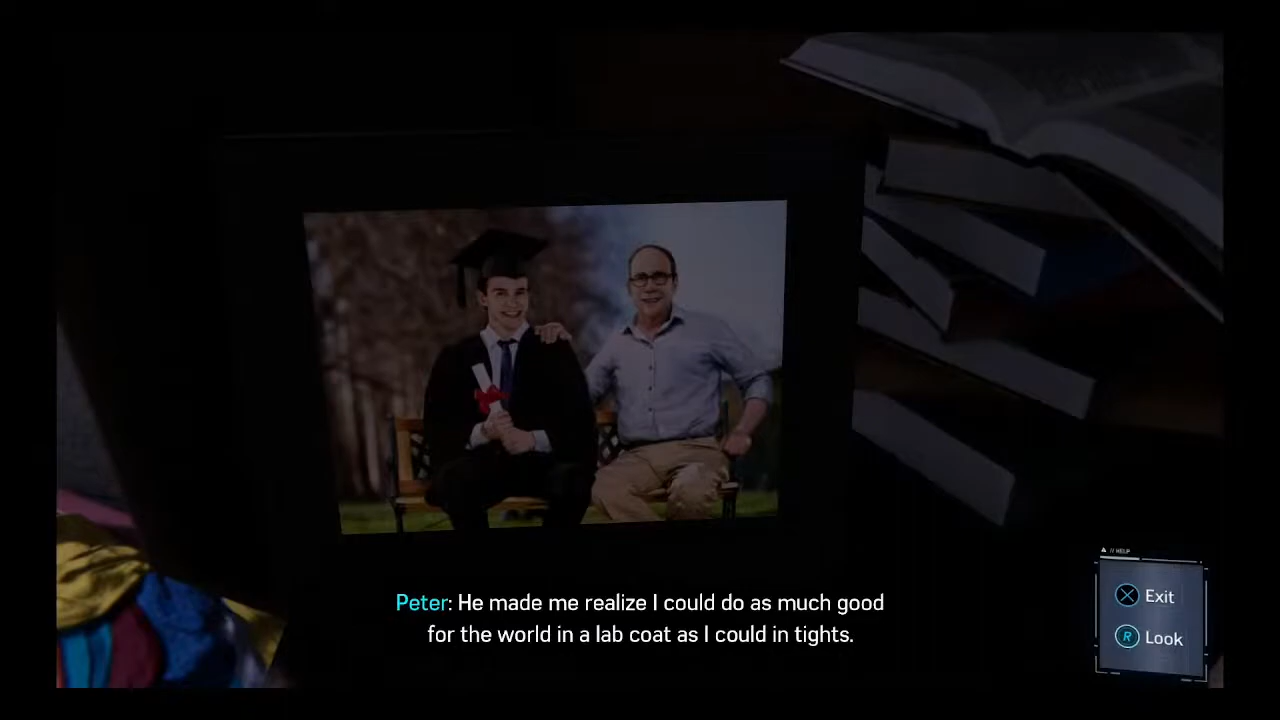 Peter: He made me realize I could do as much good
for the world in a lab coat as I could in tights.
// HELP
Exit
R Look